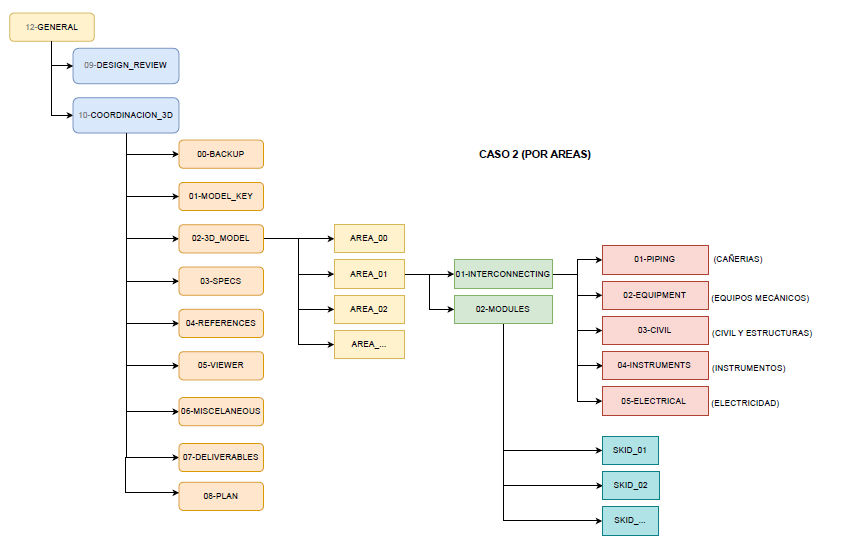 12-GENERAL
09-DESIGN_REVIEW
10-COORDINACION_3D
00-BACKUP
CASO 2 (POR AREAS)
01-MODEL_KEY
02-3D_MODEL
AREA_00
01-PIPING
(CAÑERIAS)
03-SPECS
AREA_01
01-INTERCONNECTING
02-EQUIPMENT
(EQUIPOS MECÁNICOS)
04-REFERENCES
AREA_02
02-MODULES
03-CIVIL
(CIVIL Y ESTRUCTURAS)
AREA_...
05-VIEWER
04-INSTRUMENTS
(INSTRUMENTOS)
06-MISCELANEOUS
05-ELECTRICAL
(ELECTRICIDAD)
07-DELIVERABLES
SKID_01
08-PLAN
SKID_02
SKID_...